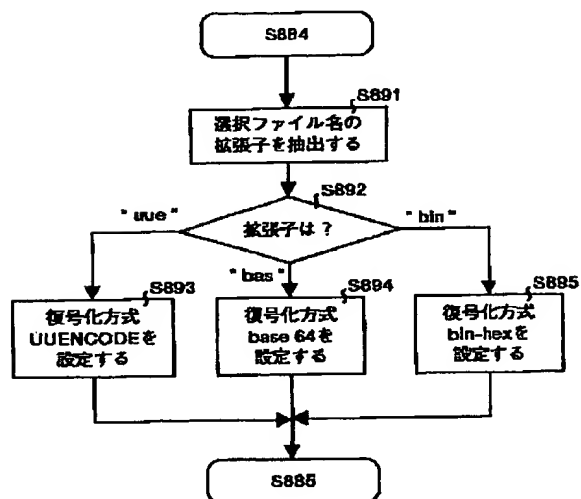 S884
S891
選択ファイル名の
拡張子を抽出する
S892
"uue"
拡張子は?
"bin"
"bas"
S893
復号化方式
UUENCODEを
設定する
S894
復号化方式
base 64を
設定する
S895
復号化方式
bin-hexを
設定する
S885